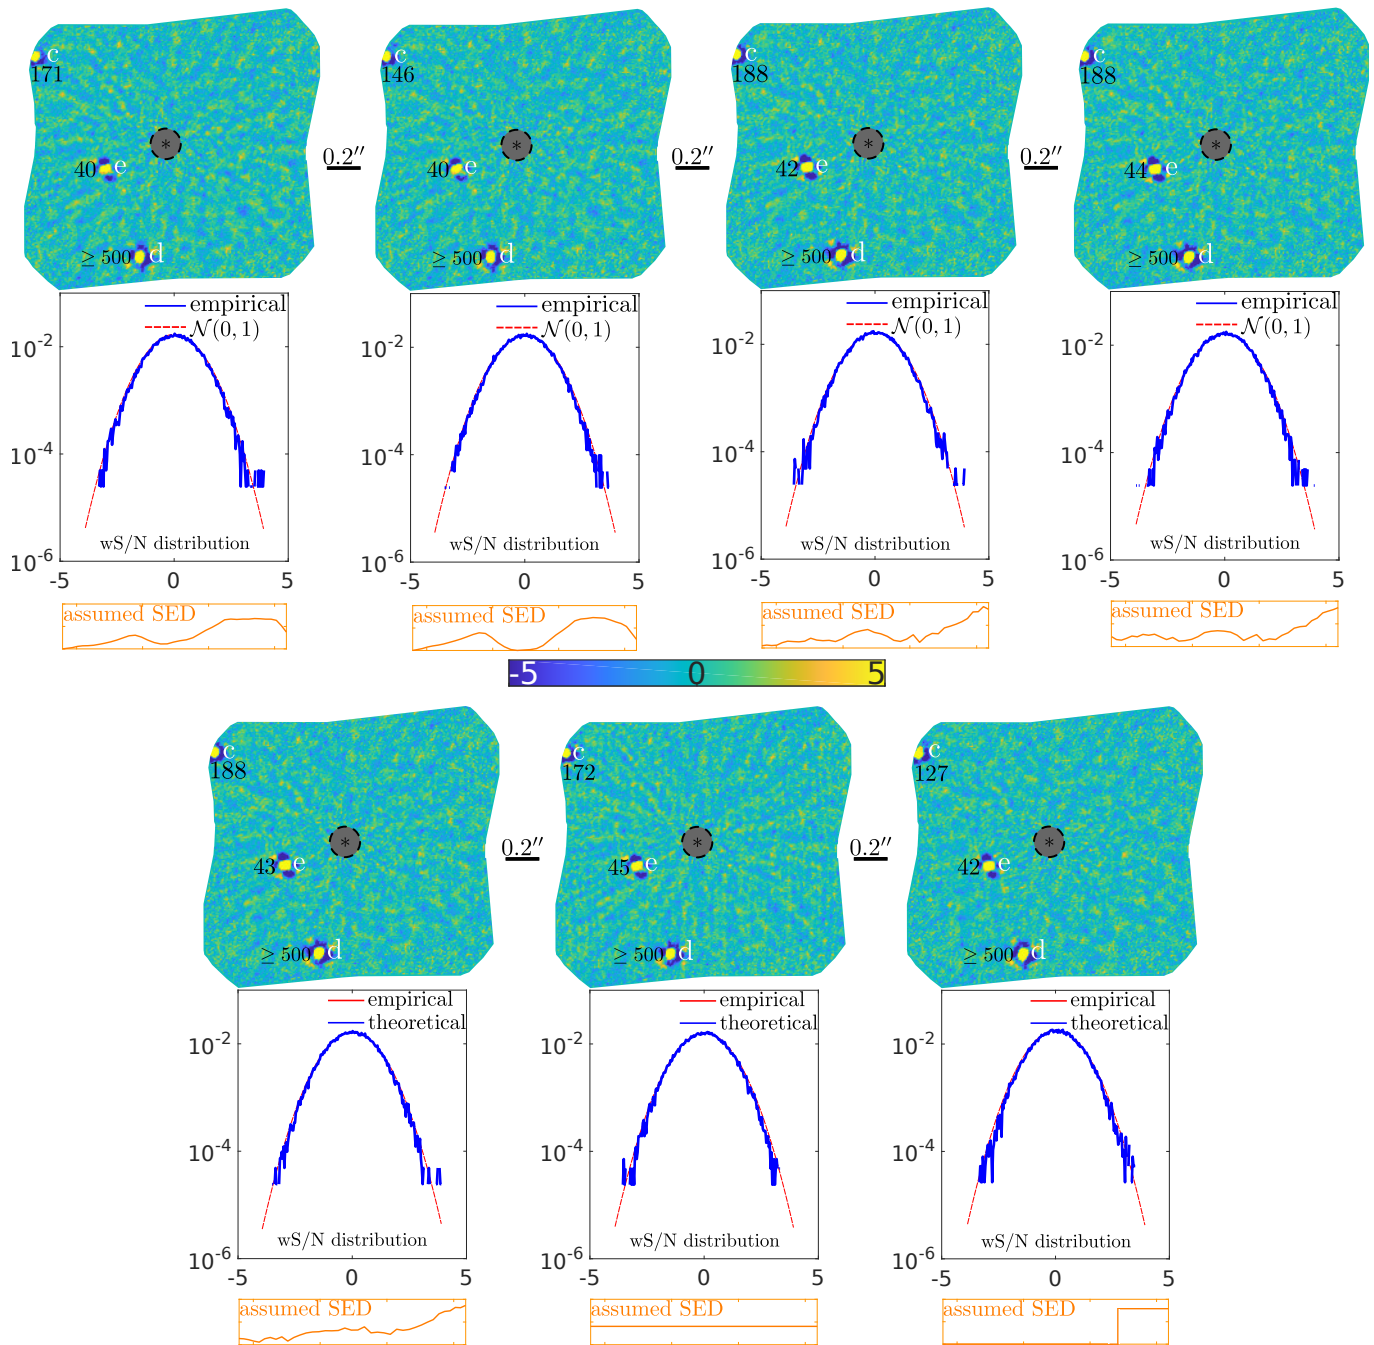 c c c c
171 146 188 188
* * * *
0.2″ 0.2″ 0.2″
40 e 40 e 42 e 44 e
≥ 500 d ≥ 500 d ≥ 500 d ≥ 500 d
empirical empirical empirical empirical
𝒩(0, 1) 𝒩(0, 1) 𝒩(0, 1) 𝒩(0, 1)
10-2 10-2 10-2 10-2
10-4 10-4 10-4 10-4
wS/N distribution wS/N distribution wS/N distribution wS/N distribution
10-6 10-6 10-6 10-6
-5 0 5 -5 0 5 -5 0 5 -5 0 5
assumed SED assumed SED assumed SED assumed SED
-5 0 5
c c c
188 172 127
* * *
0.2″ 0.2″
43 e 45 e 42 e
≥ 500 d ≥ 500 d ≥ 500 d
empirical empirical empirical
theoretical theoretical theoretical
10-2 10-2 10-2
10-4 10-4 10-4
wS/N distribution wS/N distribution wS/N distribution
10-6 10-6 10-6
-5 0 5 -5 0 5 -5 0 5
assumed SED assumed SED assumed SED